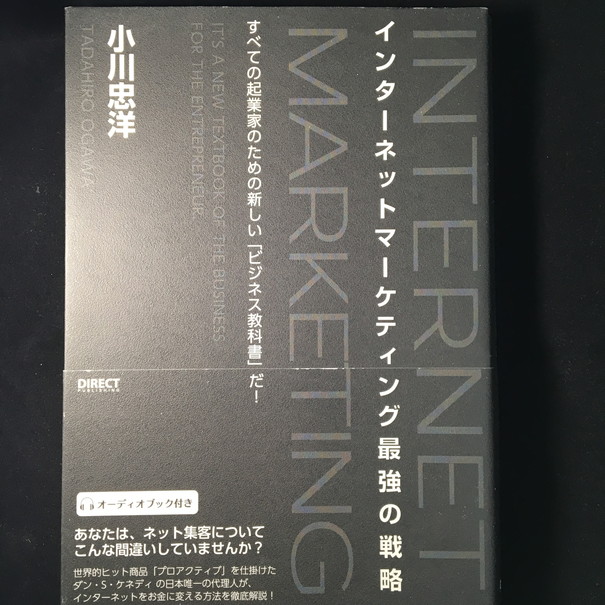 INTERNET
MARKETING
インターネットマーケティング最強の戦略
すべての起業家のための新しい「ビジネス教科書」だ！
IT'S A NEW TEXTBOOK OF THE BUSINESS
FOR THE ENTREPRENEUR.
小川忠洋
TADAHIRO OGAWA
DIRECT
PUBLISHING
オーディオブック付き
あなたは、ネット集客について
こんな間違いしていませんか？
世界的ヒット商品「プロアクティブ」を仕掛けた
ダン・S・ケネディの日本唯一の代理人が、
インターネットをお金に変える方法を徹底解説！